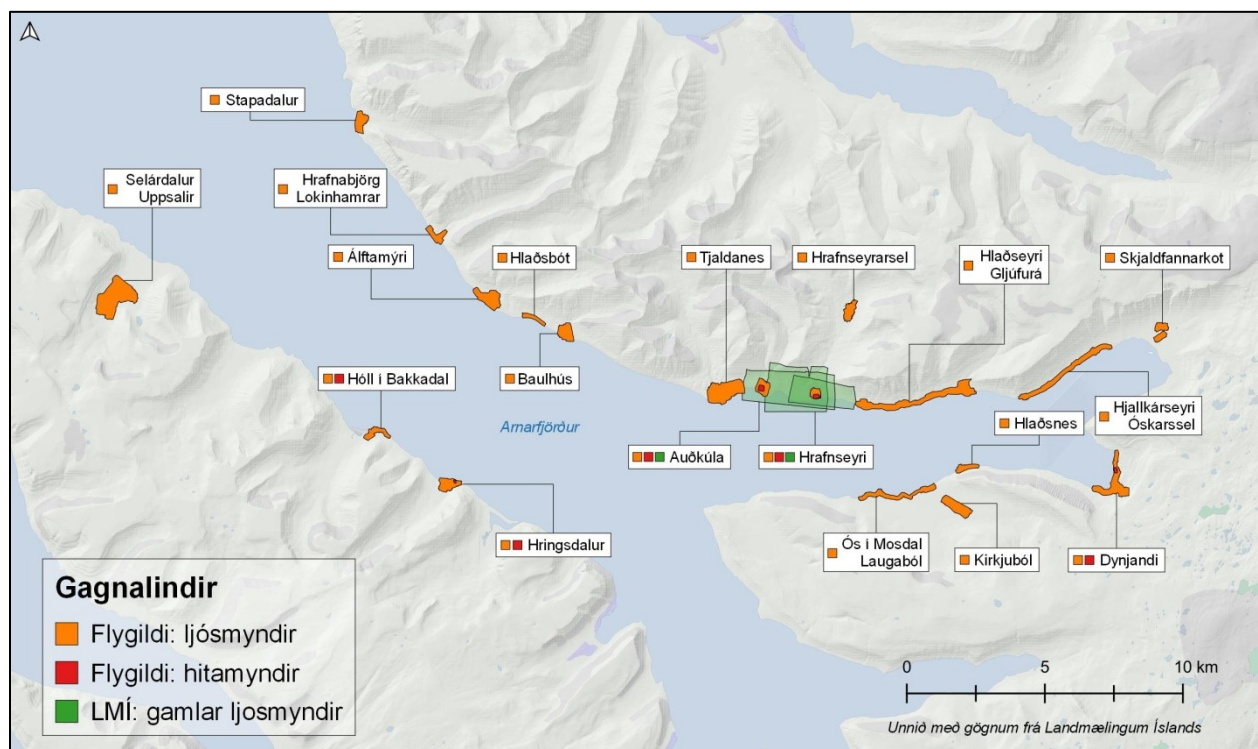 Stapadalur
Selárdalur
Uppsalir
Hrafnabjörg
Lokinhamrar
Álftamýri
Hlaðsbót
Tjaldanes
Hrafnseyrarsel
Hlaðseyri
Gljúfurá
Skjaldfannarkot
Hóll í Bakkadal
Baulhús
Arnarfjörður
Auðkúla
Hrafnseyri
Hlaðsnes
Hjallkárseyri
Óskarssel
Hringsdalur
Ós í Mosdal
Laugaból
Kirkjuból
Dynjandi
Gagnalindir
Flygildi: ljósmyndir
Flygildi: hitamyndir
LMÍ: gamlar ljosmyndir
0 5 10 km
Unnið með gögnum frá Landmælingum Íslands